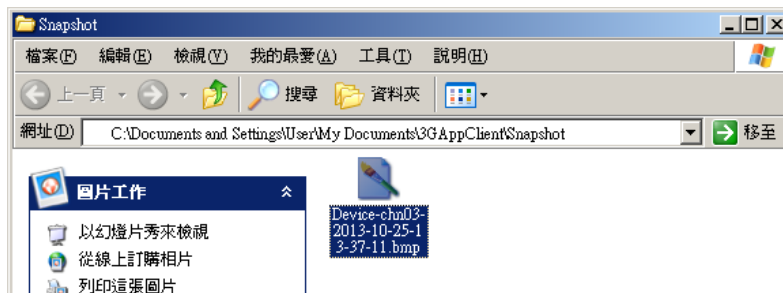 Snapshot
檔案(F) 編輯(E) 檢視(V) 我的最愛(A) 工具(T) 說明(H)
上一頁 搜尋 資料夾
網址(D) C:\Documents and Settings\User\My Documents\3GAppClient\Snapshot 移至
圖片工作
以幻燈片秀來檢視
從線上訂購相片
列印這張圖片
Device-chn03-
2013-10-25-1
3-37-11.bmp